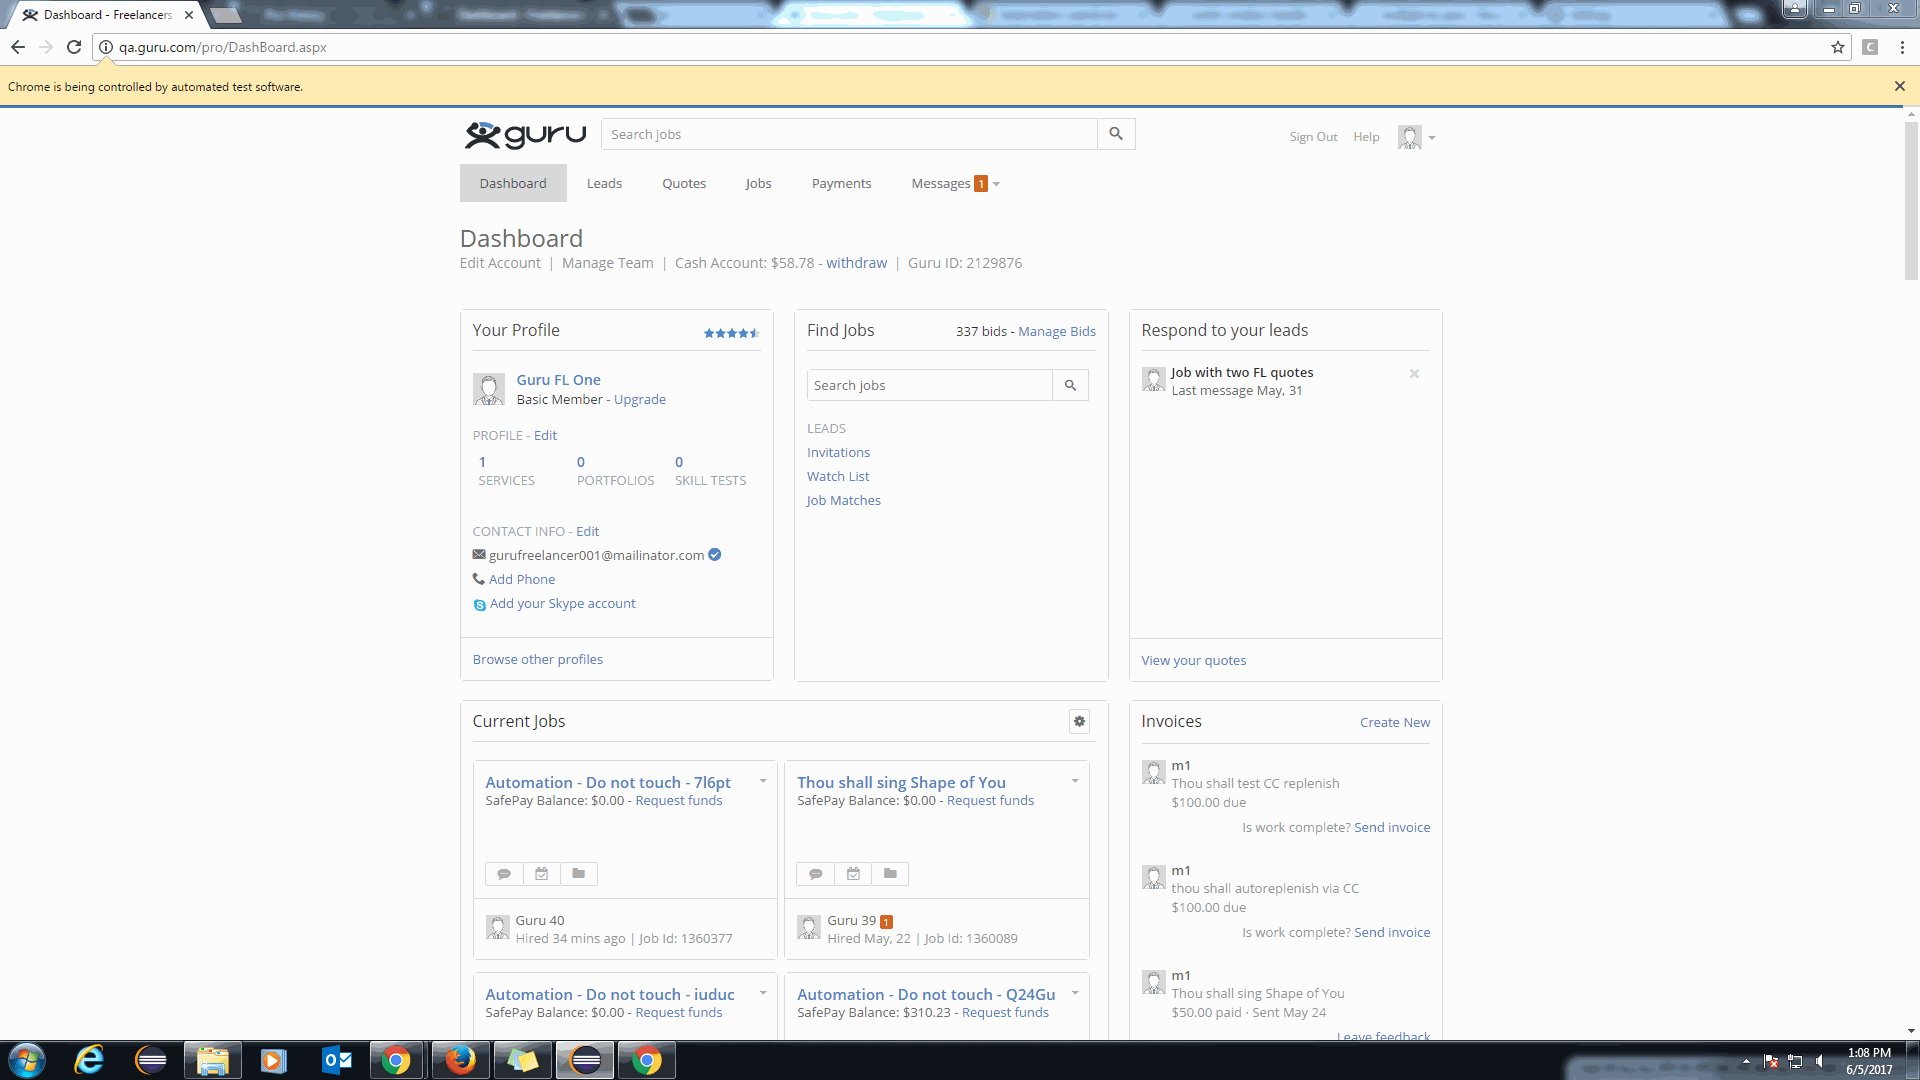 Dashboard - Freelancers
qa.guru.com/pro/DashBoard.aspx
Chrome is being controlled by automated test software.
guru
Search jobs
Sign Out Help
Dashboard Leads Quotes Jobs Payments Messages 1
Dashboard
Edit Account | Manage Team | Cash Account: $58.78 - withdraw | Guru ID: 2129876
Your Profile
Guru FL One
Basic Member - Upgrade
PROFILE - Edit
1 0 0
SERVICES PORTFOLIOS SKILL TESTS
CONTACT INFO - Edit
gurufreelancer001@mailinator.com
Add Phone
Add your Skype account
Browse other profiles
Find Jobs 337 bids - Manage Bids
Search jobs
LEADS
Invitations
Watch List
Job Matches
Respond to your leads
Job with two FL quotes
Last message May, 31
View your quotes
Current Jobs
Automation - Do not touch - 7l6pt
SafePay Balance: $0.00 - Request funds
Guru 40
Hired 34 mins ago | Job Id: 1360377
Thou shall sing Shape of You
SafePay Balance: $0.00 - Request funds
Guru 39 1
Hired May, 22 | Job Id: 1360089
Automation - Do not touch - iuduc
SafePay Balance: $0.00 - Request funds
Automation - Do not touch - Q24Gu
SafePay Balance: $310.23 - Request funds
Invoices Create New
m1
Thou shall test CC replenish
$100.00 due
Is work complete? Send invoice
m1
thou shall autoreplenish via CC
$100.00 due
Is work complete? Send invoice
m1
Thou shall sing Shape of You
$50.00 paid · Sent May 24
Leave feedback
1:08 PM
6/5/2017